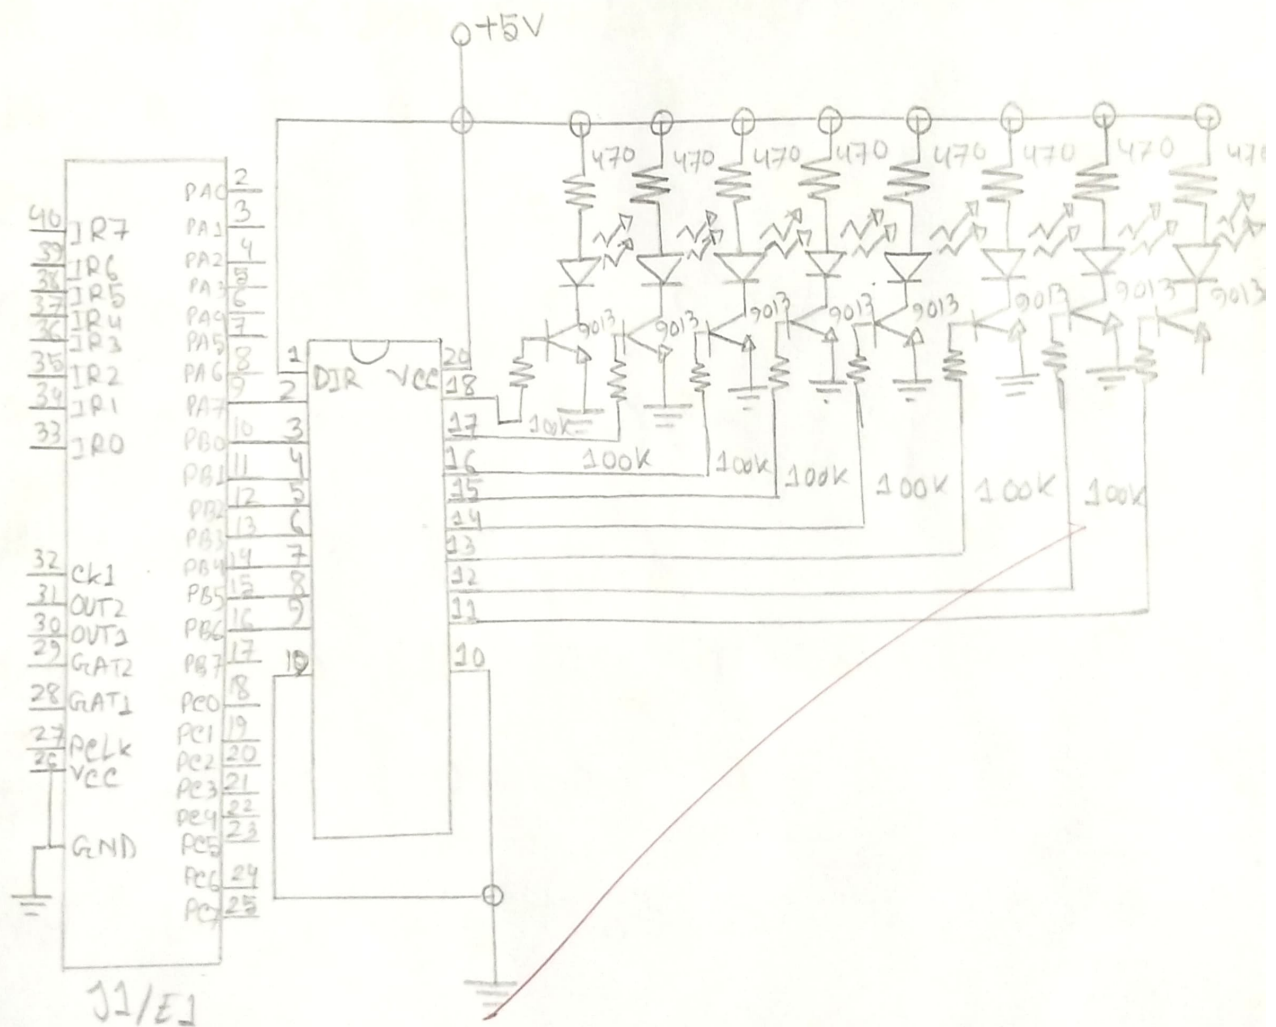 +5V
470 470 470 470 470 470 470 470
9013 9013 9013 9013 9013 9013 9013 9013
PA0 2
PA1 3
PA2 4
PA3 5
PA4 6
PA5 7
PA6 8
PA7 9
PB0 10
PB1 11
PB2 12
PB3 13
PB4 14
PB5 15
PB6 16
PB7 17
PC0 18
PC1 19
PC2 20
PC3 21
PC4 22
PC5 23
PC6 24
PC7 25
40 IR7
39 IR6
38 IR5
37 IR4
36 IR3
35 IR2
34 IR1
33 IR0
32 CK1
31 OUT2
30 OUT1
29 GAT2
28 GAT1
27 PCLK
26 VCC
GND
J1/E1
1 DIR VCC 20
2 18
3 17
4 16
5 15
6 14
7 13
8 12
9 11
10 10
100K 100K 100K 100K 100K 100K 100K